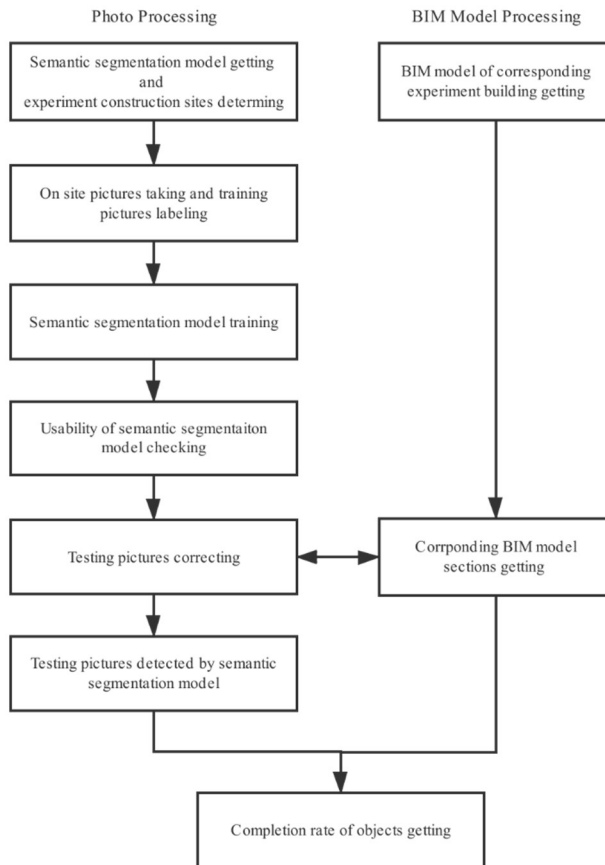 Photo Processing
BIM Model Processing
Semantic segmentation model getting
and
experiment construction sites determing
BIM model of corresponding
experiment building getting
On site pictures taking and training
pictures labeling
Semantic segmentation model training
Usability of semantic segmentaiton
model checking
Testing pictures correcting
Corrponding BIM model
sections getting
Testing pictures detected by semantic
segmentation model
Completion rate of objects getting